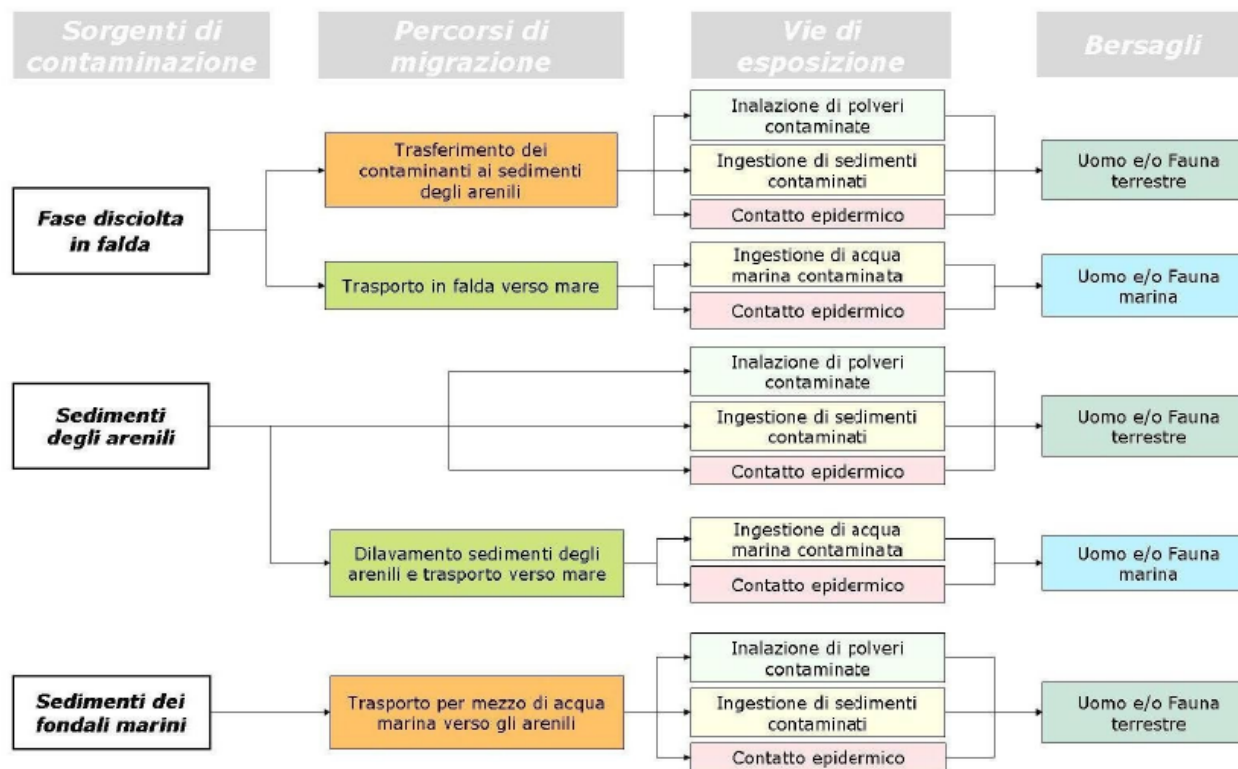 Sorgenti di
contaminazione
Percorsi di
migrazione
Vie di
esposizione
Bersagli
Fase disciolta
in falda
Trasferimento dei
contaminanti ai sedimenti
degli arenili
Inalazione di polveri
contaminate
Ingestione di sedimenti
contaminati
Contatto epidermico
Uomo e/o Fauna
terrestre
Trasporto in falda verso mare
Ingestione di acqua
marina contaminata
Contatto epidermico
Uomo e/o Fauna
marina
Sedimenti
degli arenili
Inalazione di polveri
contaminate
Ingestione di sedimenti
contaminati
Contatto epidermico
Uomo e/o Fauna
terrestre
Dilavamento sedimenti degli
arenili e trasporto verso mare
Ingestione di acqua
marina contaminata
Contatto epidermico
Uomo e/o Fauna
marina
Sedimenti dei
fondali marini
Trasporto per mezzo di acqua
marina verso gli arenili
Inalazione di polveri
contaminate
Ingestione di sedimenti
contaminati
Contatto epidermico
Uomo e/o Fauna
terrestre